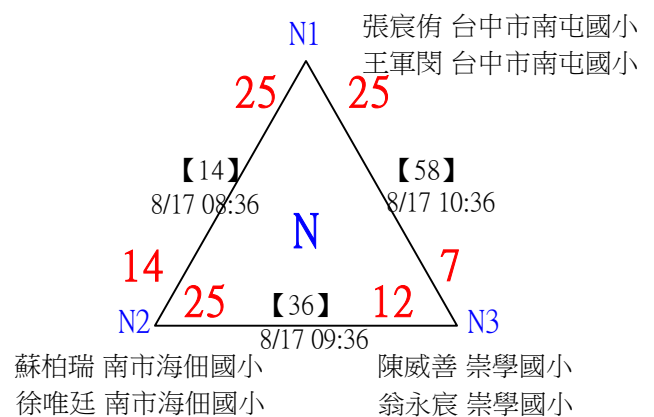 N1
張宸侑 台中市南屯國小
王軍閔 台中市南屯國小
25
25
【14】
8/17 08:36
【58】
8/17 10:36
N
14
7
25
【36】
12
N2
8/17 09:36
N3
蘇柏瑞 南市海佃國小
徐唯廷 南市海佃國小
陳威善 崇學國小
翁永宸 崇學國小